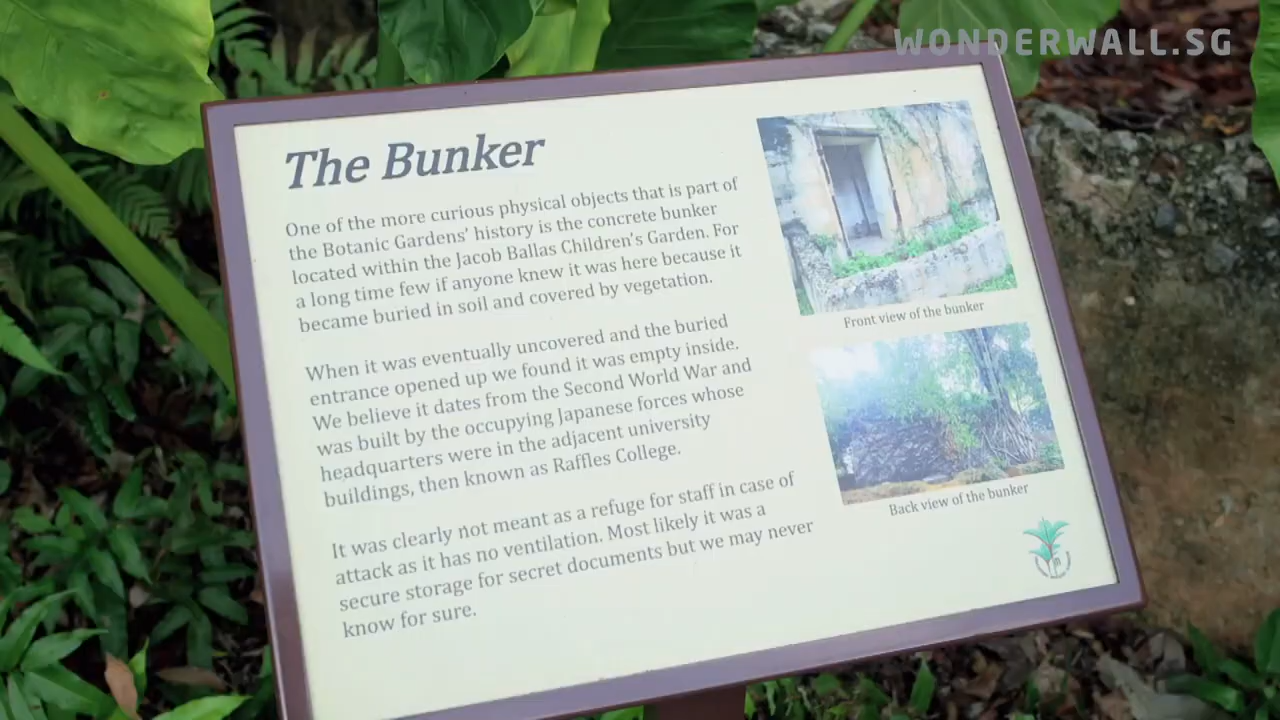 WONDERWALL.SG
The Bunker
One of the more curious physical objects that is part of
the Botanic Gardens' history is the concrete bunker
located within the Jacob Ballas Children's Garden. For
a long time few if anyone knew it was here because it
became buried in soil and covered by vegetation.
When it was eventually uncovered and the buried
entrance opened up we found it was empty inside.
We believe it dates from the Second World War and
was built by the occupying Japanese forces whose
headquarters were in the adjacent university
buildings, then known as Raffles College.
It was clearly not meant as a refuge for staff in case of
attack as it has no ventilation. Most likely it was a
secure storage for secret documents but we may never
know for sure.
Front view of the bunker
Back view of the bunker